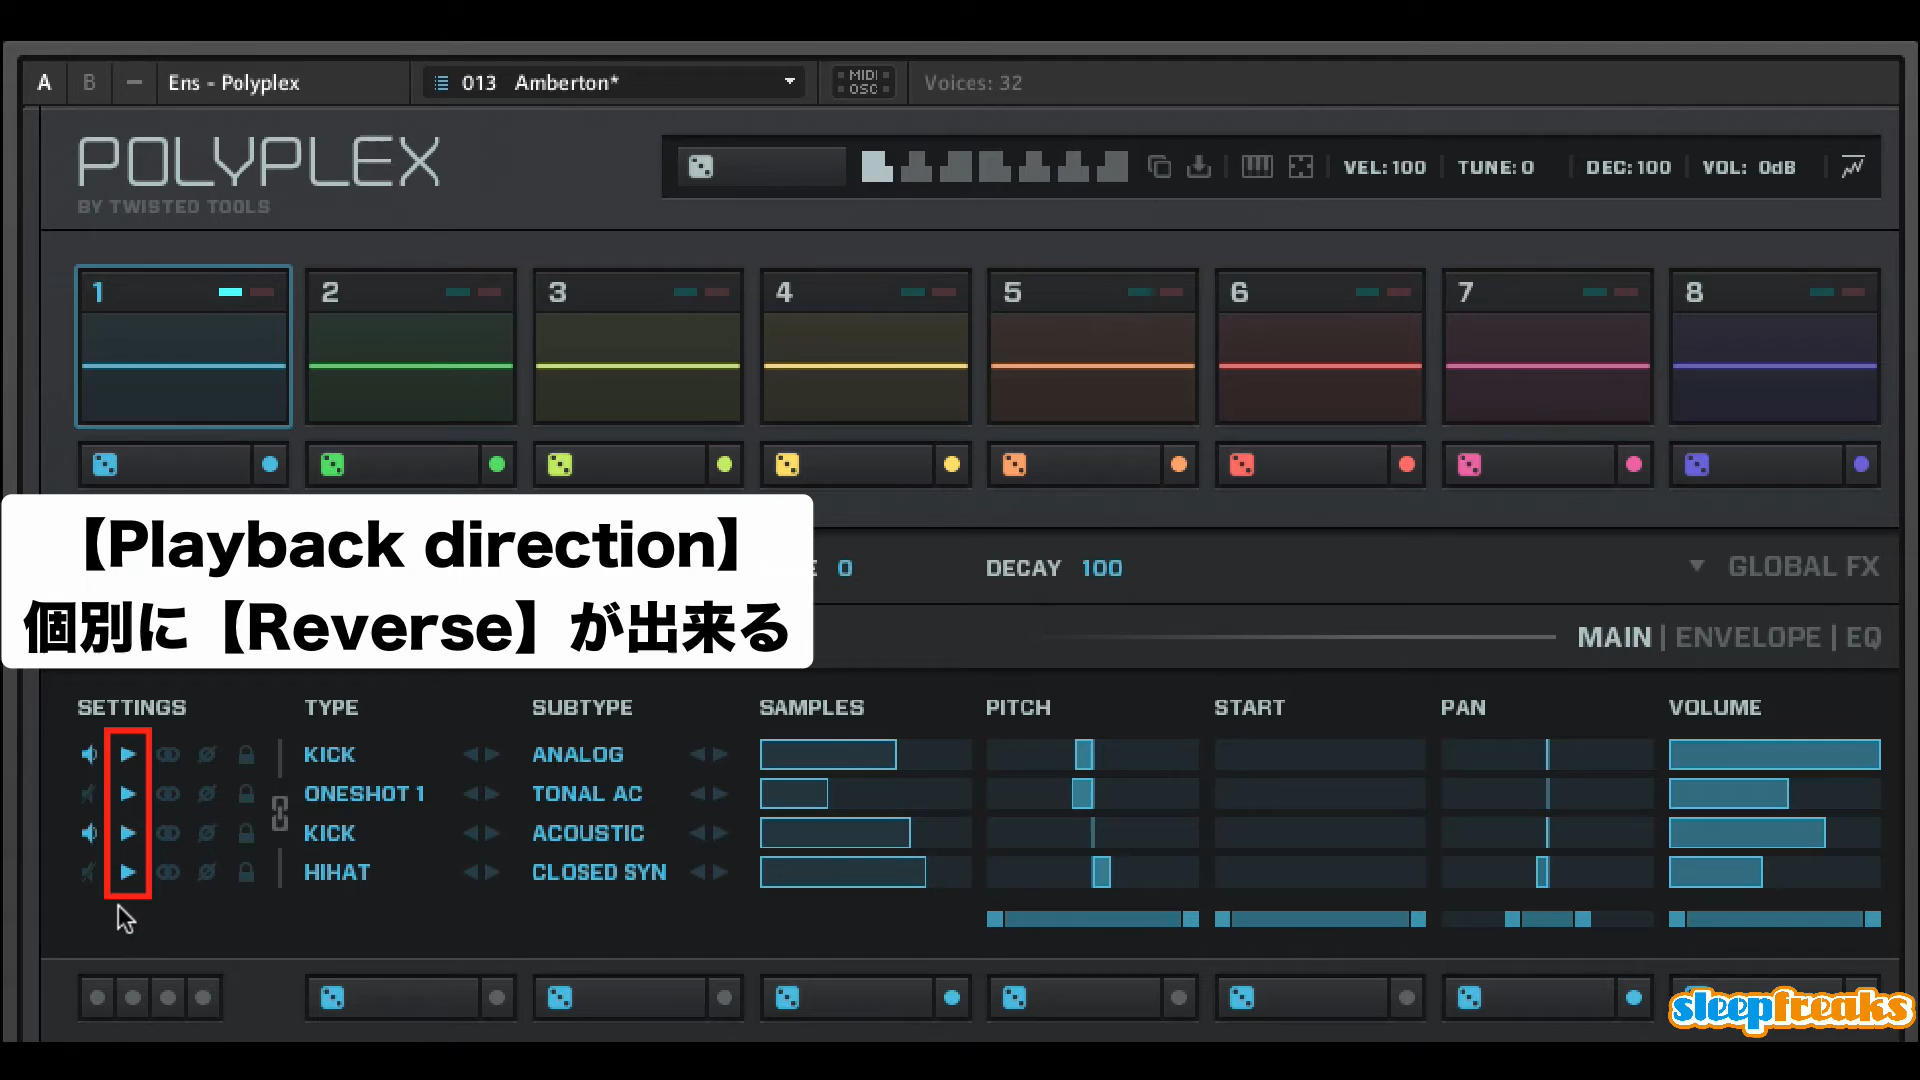 A B Ens - Polyplex 013 Amberton* MIDI OSC Voices: 32
POLYPLEX
BY TWISTED TOOLS
VEL: 100 TUNE: 0 DEC: 100 VOL: 0dB
1 2 3 4 5 6 7 8
【Playback direction】
個別に【Reverse】が出来る
E 0 DECAY 100 GLOBAL FX
MAIN | ENVELOPE | EQ
SETTINGS TYPE SUBTYPE SAMPLES PITCH START PAN VOLUME
KICK ANALOG
ONESHOT 1 TONAL AC
KICK ACOUSTIC
HIHAT CLOSED SYN
sleepfreaks